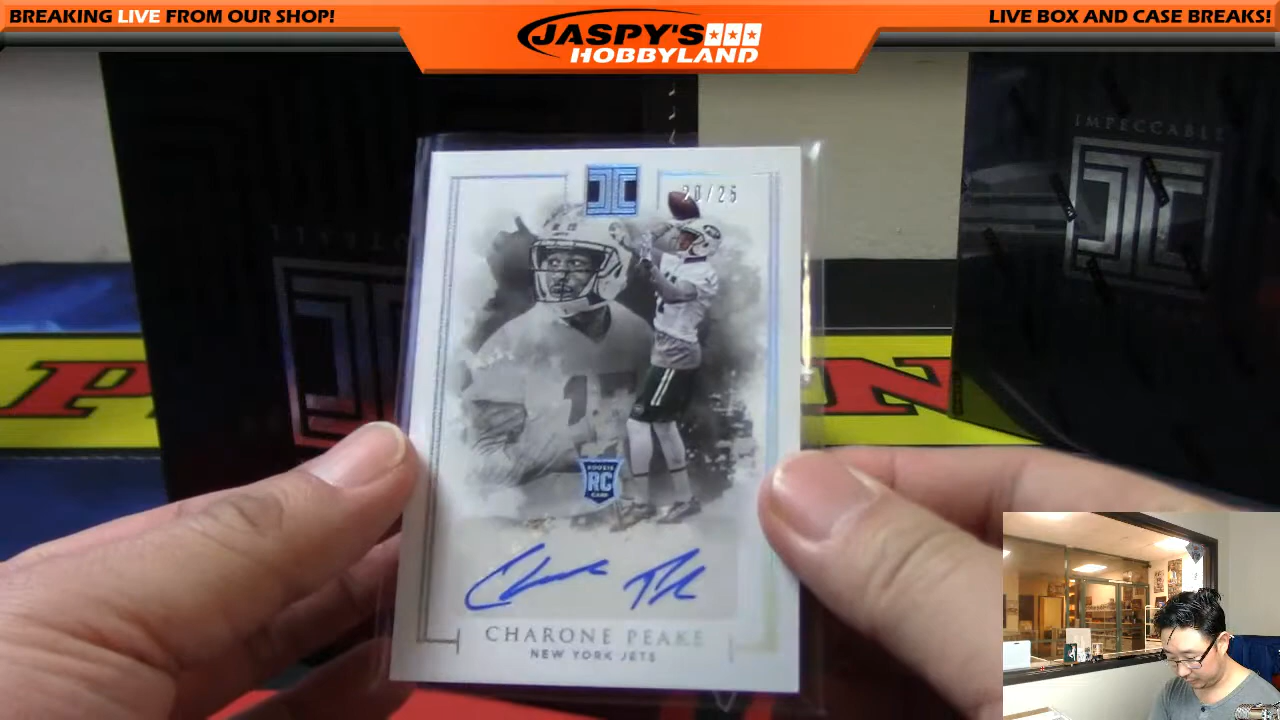 BREAKING LIVE FROM OUR SHOP!
JASPY'S
HOBBYLAND
LIVE BOX AND CASE BREAKS!
IMPECCABLE
20/25
17
ROOKIE
RC
CARD
CHARONE PEAKE
NEW YORK JETS